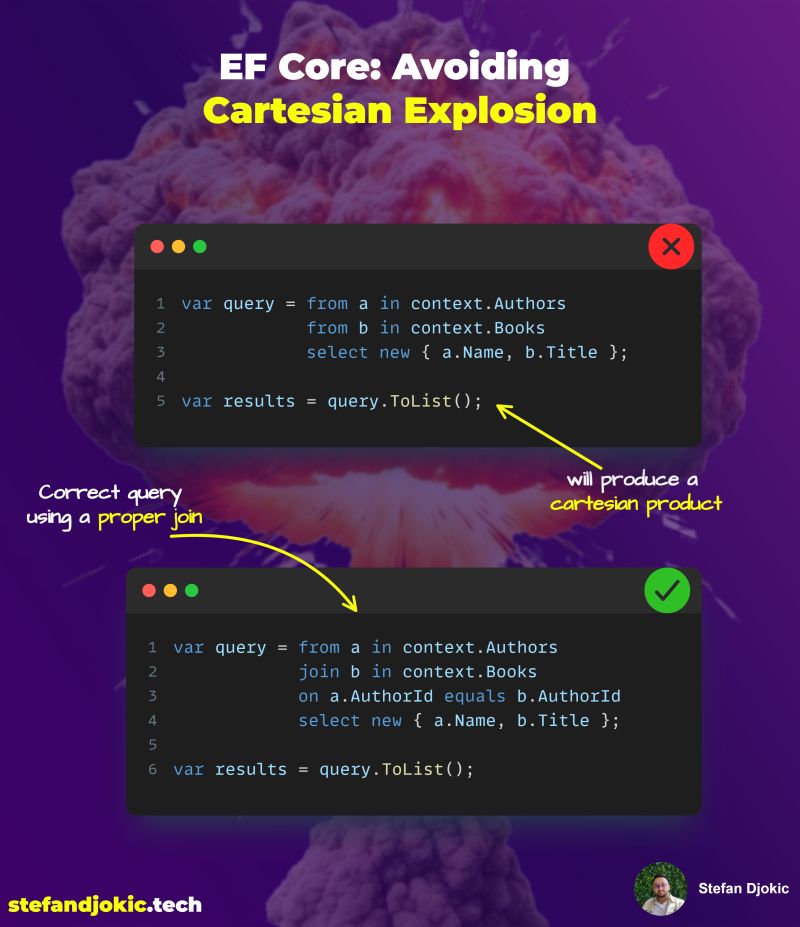 EF Core: Avoiding
Cartesian Explosion
1 var query = from a in context.Authors
2 from b in context.Books
3 select new { a.Name, b.Title };
4
5 var results = query.ToList();
will produce a
cartesian product
Correct query
using a proper join
1 var query = from a in context.Authors
2 join b in context.Books
3 on a.AuthorId equals b.AuthorId
4 select new { a.Name, b.Title };
5
6 var results = query.ToList();
Stefan Djokic
stefandjokic.tech